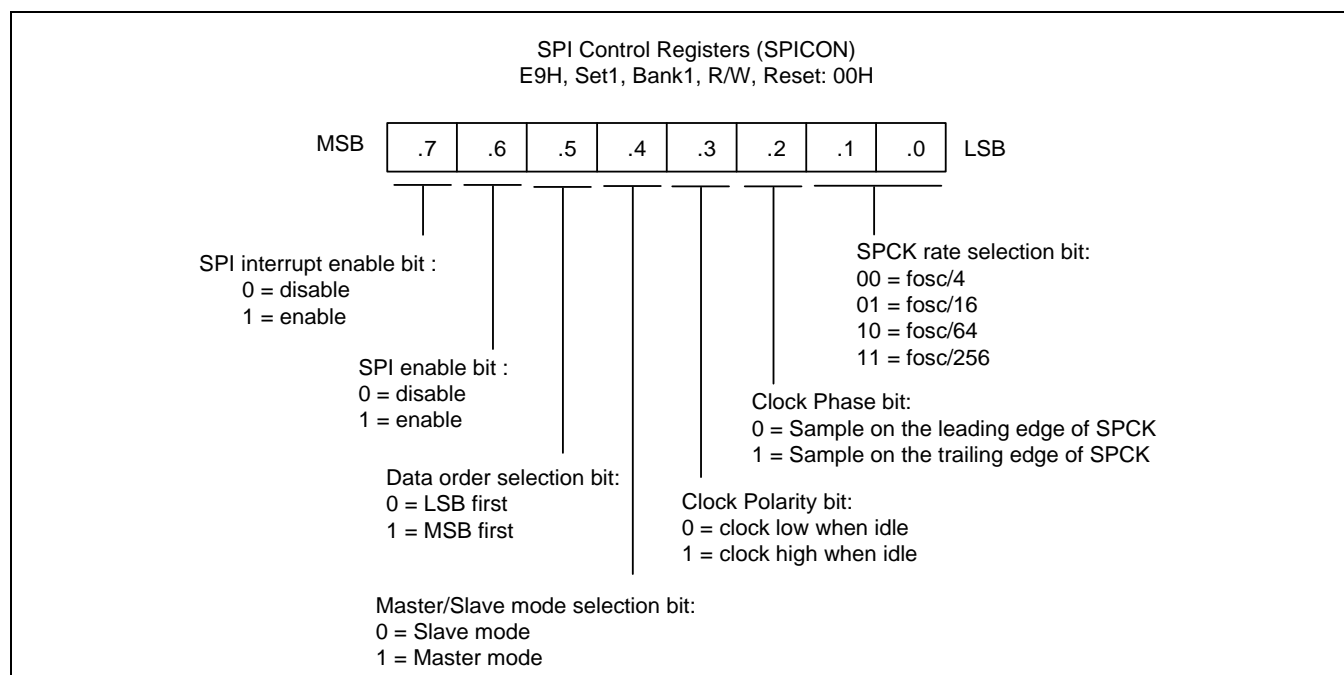 SPI Control Registers (SPICON)
E9H, Set1, Bank1, R/W, Reset: 00H
MSB .7 .6 .5 .4 .3 .2 .1 .0 LSB
SPI interrupt enable bit :
0 = disable
1 = enable
SPI enable bit :
0 = disable
1 = enable
Data order selection bit:
0 = LSB first
1 = MSB first
Master/Slave mode selection bit:
0 = Slave mode
1 = Master mode
Clock Polarity bit:
0 = clock low when idle
1 = clock high when idle
Clock Phase bit:
0 = Sample on the leading edge of SPCK
1 = Sample on the trailing edge of SPCK
SPCK rate selection bit:
00 = fosc/4
01 = fosc/16
10 = fosc/64
11 = fosc/256